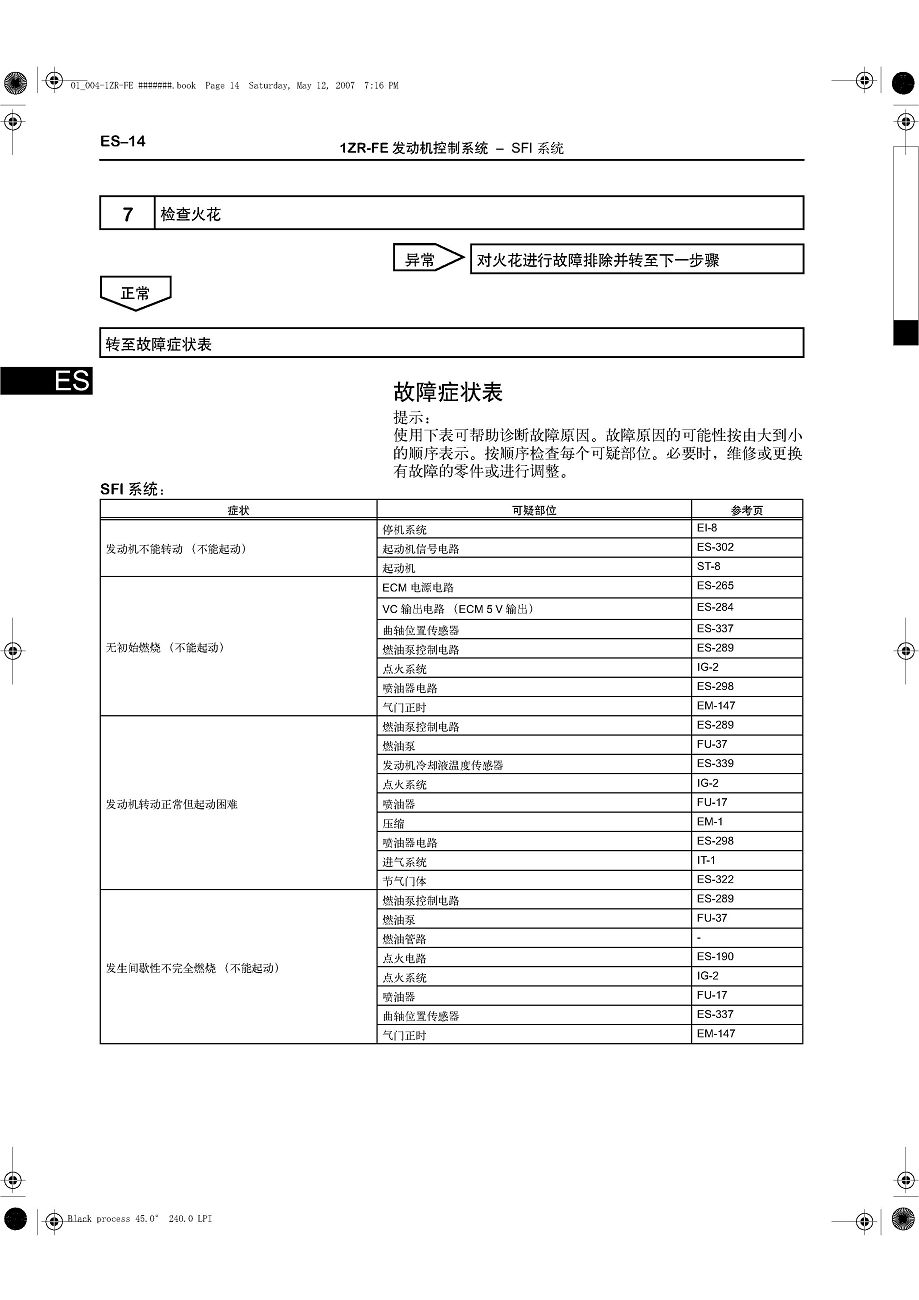 01_004-1ZR-FE #######.book Page 14 Saturday, May 12, 2007 7:16 PM
ES–14
1ZR-FE 发动机控制系统 – SFI 系统
7 检查火花
异常 对火花进行故障排除并转至下一步骤
正常
转至故障症状表
ES
故障症状表
提示：
使用下表可帮助诊断故障原因。故障原因的可能性按由大到小
的顺序表示。按顺序检查每个可疑部位。必要时，维修或更换
有故障的零件或进行调整。
SFI 系统：
症状 可疑部位 参考页
发动机不能转动 （不能起动）
停机系统 EI-8
起动机信号电路 ES-302
起动机 ST-8
无初始燃烧 （不能起动）
ECM 电源电路 ES-265
VC 输出电路 （ECM 5 V 输出） ES-284
曲轴位置传感器 ES-337
燃油泵控制电路 ES-289
点火系统 IG-2
喷油器电路 ES-298
气门正时 EM-147
发动机转动正常但起动困难
燃油泵控制电路 ES-289
燃油泵 FU-37
发动机冷却液温度传感器 ES-339
点火系统 IG-2
喷油器 FU-17
压缩 EM-1
喷油器电路 ES-298
进气系统 IT-1
节气门体 ES-322
发生间歇性不完全燃烧 （不能起动）
燃油泵控制电路 ES-289
燃油泵 FU-37
燃油管路 -
点火电路 ES-190
点火系统 IG-2
喷油器 FU-17
曲轴位置传感器 ES-337
气门正时 EM-147
Black process 45.0° 240.0 LPI